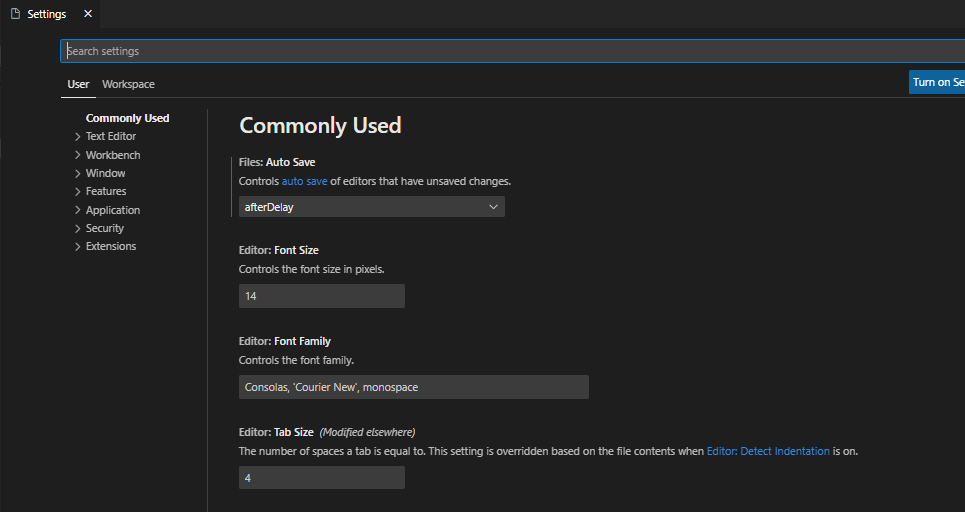 Settings
Search settings
User Workspace
Turn on Se
Commonly Used
Text Editor
Workbench
Window
Features
Application
Security
Extensions
Commonly Used
Files: Auto Save
Controls auto save of editors that have unsaved changes.
afterDelay
Editor: Font Size
Controls the font size in pixels.
14
Editor: Font Family
Controls the font family.
Consolas, 'Courier New', monospace
Editor: Tab Size (Modified elsewhere)
The number of spaces a tab is equal to. This setting is overridden based on the file contents when Editor: Detect Indentation is on.
4